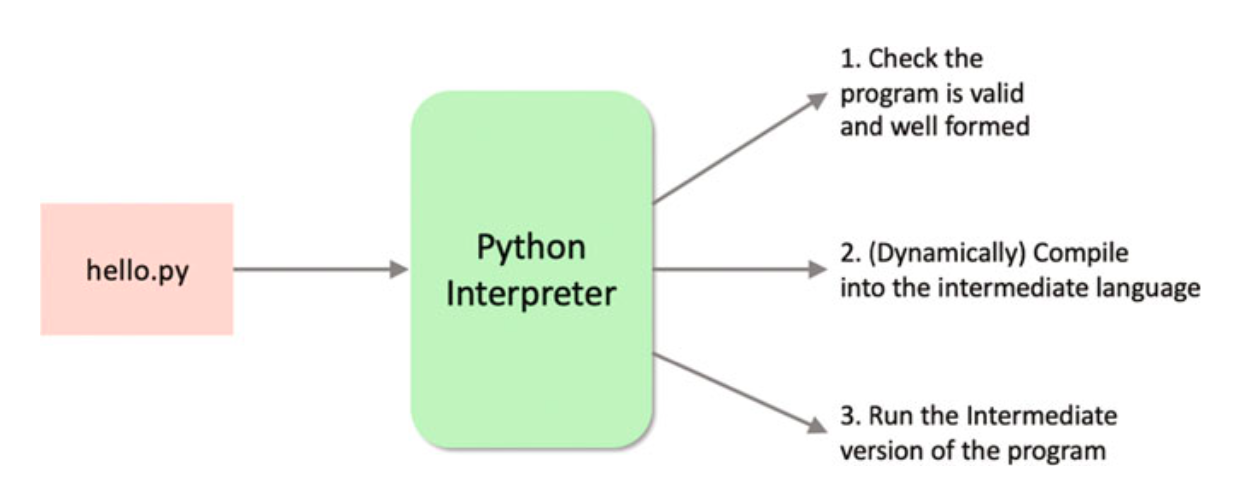 hello.py
Python
Interpreter
1. Check the
program is valid
and well formed
2. (Dynamically) Compile
into the intermediate language
3. Run the Intermediate
version of the program